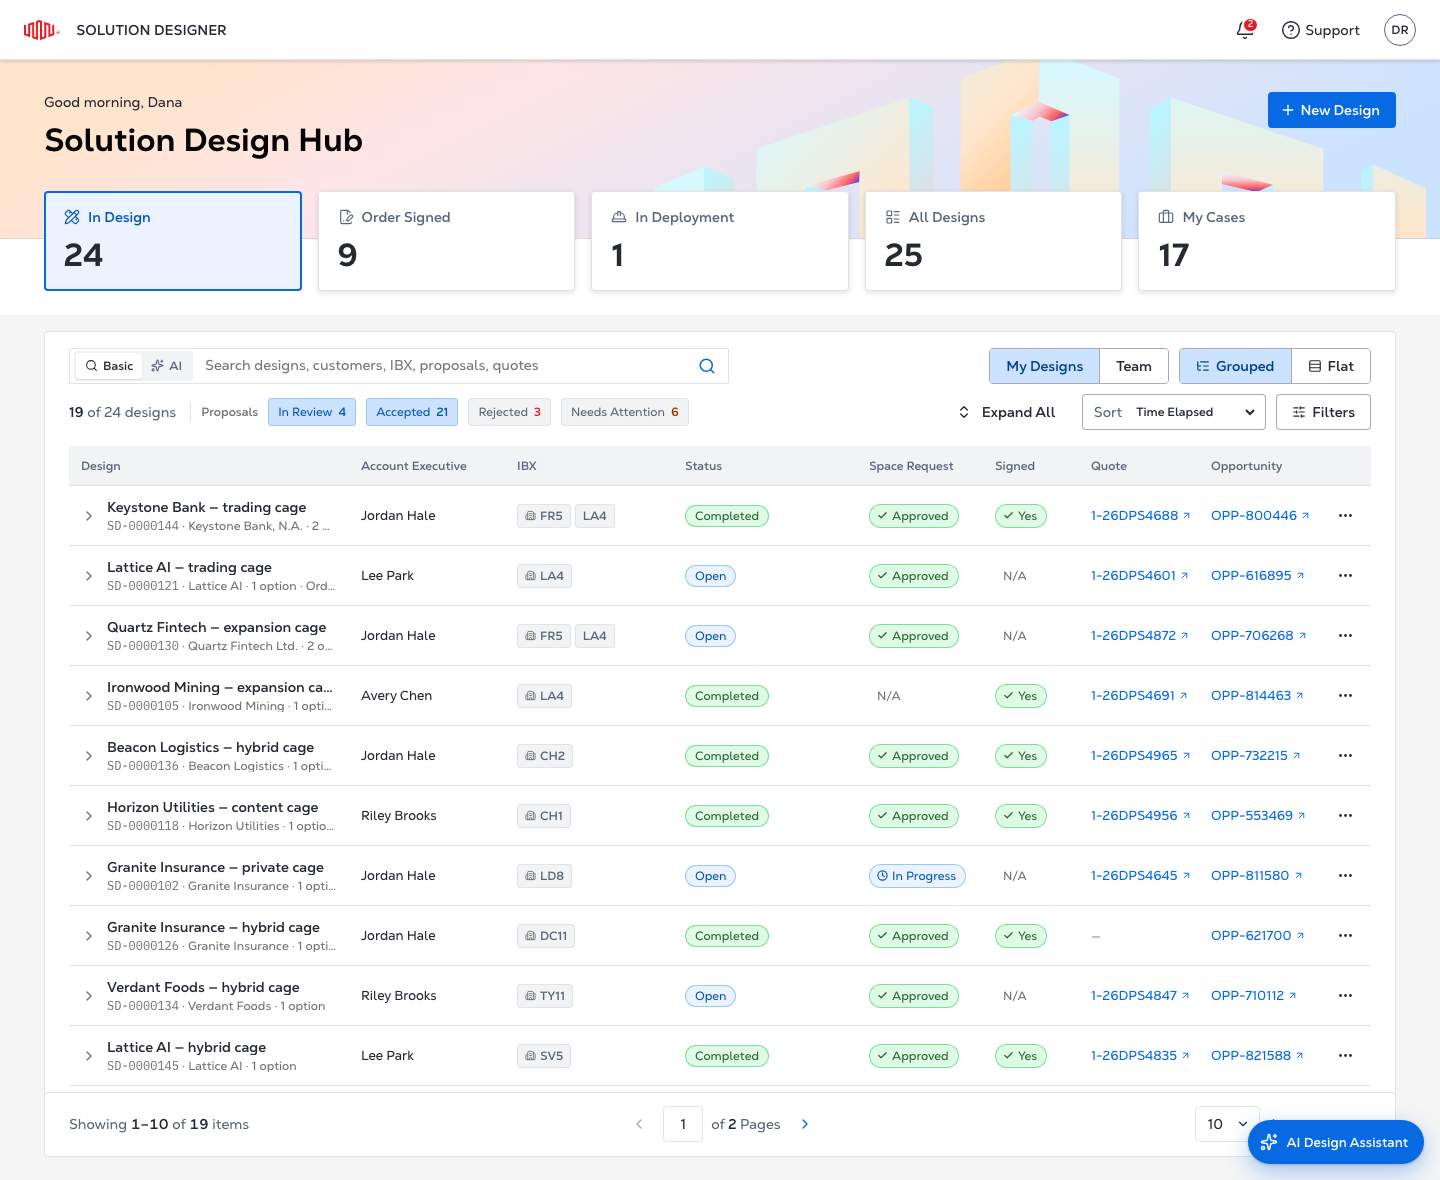 SOLUTION DESIGNER
2
Support
DR
Good morning, Dana
Solution Design Hub
New Design
In Design
24
Order Signed
9
In Deployment
1
All Designs
25
My Cases
17
Basic AI Search designs, customers, IBX, proposals, quotes
My Designs Team
Grouped Flat
19 of 24 designs
Proposals
In Review 4
Accepted 21
Rejected 3
Needs Attention 6
Expand All
Sort Time Elapsed
Filters
Design Account Executive IBX Status Space Request Signed Quote Opportunity
Keystone Bank – trading cage
SD-0000144 · Keystone Bank, N.A. · 2 ...
Jordan Hale FR5 LA4 Completed Approved Yes 1-26DPS4688 OPP-800446
Lattice AI – trading cage
SD-0000121 · Lattice AI · 1 option · Ord...
Lee Park LA4 Open Approved N/A 1-26DPS4601 OPP-616895
Quartz Fintech – expansion cage
SD-0000130 · Quartz Fintech Ltd. · 2 o...
Jordan Hale FR5 LA4 Open Approved N/A 1-26DPS4872 OPP-706268
Ironwood Mining – expansion ca...
SD-0000105 · Ironwood Mining · 1 opti...
Avery Chen LA4 Completed N/A Yes 1-26DPS4691 OPP-814463
Beacon Logistics – hybrid cage
SD-0000136 · Beacon Logistics · 1 opti...
Jordan Hale CH2 Completed Approved Yes 1-26DPS4965 OPP-732215
Horizon Utilities – content cage
SD-0000118 · Horizon Utilities · 1 optio...
Riley Brooks CH1 Completed Approved Yes 1-26DPS4956 OPP-553469
Granite Insurance – private cage
SD-0000102 · Granite Insurance · 1 opti...
Jordan Hale LD8 Open In Progress N/A 1-26DPS4645 OPP-811580
Granite Insurance – hybrid cage
SD-0000126 · Granite Insurance · 1 opti...
Jordan Hale DC11 Completed Approved Yes – OPP-621700
Verdant Foods – hybrid cage
SD-0000134 · Verdant Foods · 1 option
Riley Brooks TY11 Open Approved N/A 1-26DPS4847 OPP-710112
Lattice AI – hybrid cage
SD-0000145 · Lattice AI · 1 option
Lee Park SV5 Completed Approved Yes 1-26DPS4835 OPP-821588
Showing 1–10 of 19 items
1 of 2 Pages
10
AI Design Assistant